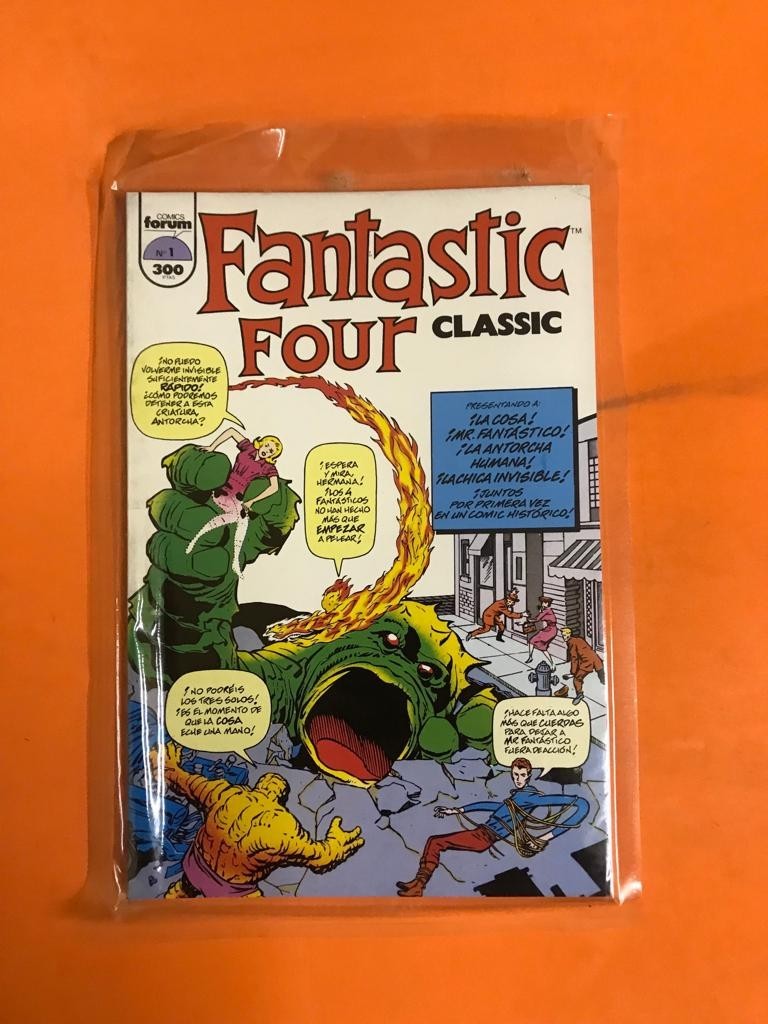 COMICS
forum
Nº 1
300
PTAS
Fantastic™
Four CLASSIC
¡NO PUEDO
VOLVERME INVISIBLE
SUFICIENTEMENTE
RÁPIDO!
¿CÓMO PODREMOS
DETENER A ESTA
CRIATURA,
ANTORCHA?
¡ESPERA
Y MIRA,
HERMANA!
¡LOS 4
FANTÁSTICOS
NO HAN HECHO
MÁS QUE
EMPEZAR
A PELEAR!
PRESENTANDO A:
¡LA COSA!
¡MR. FANTÁSTICO!
¡LA ANTORCHA
HUMANA!
¡LA CHICA INVISIBLE!
¡JUNTOS
POR PRIMERA VEZ
EN UN COMIC HISTÓRICO!
¡NO PODRÉIS
LOS TRES SOLOS!
¡ES EL MOMENTO DE
QUE LA COSA
ECHE UNA MANO!
¡HACE FALTA ALGO
MÁS QUE CUERDAS
PARA DEJAR A
MR FANTÁSTICO
FUERA DE ACCIÓN!